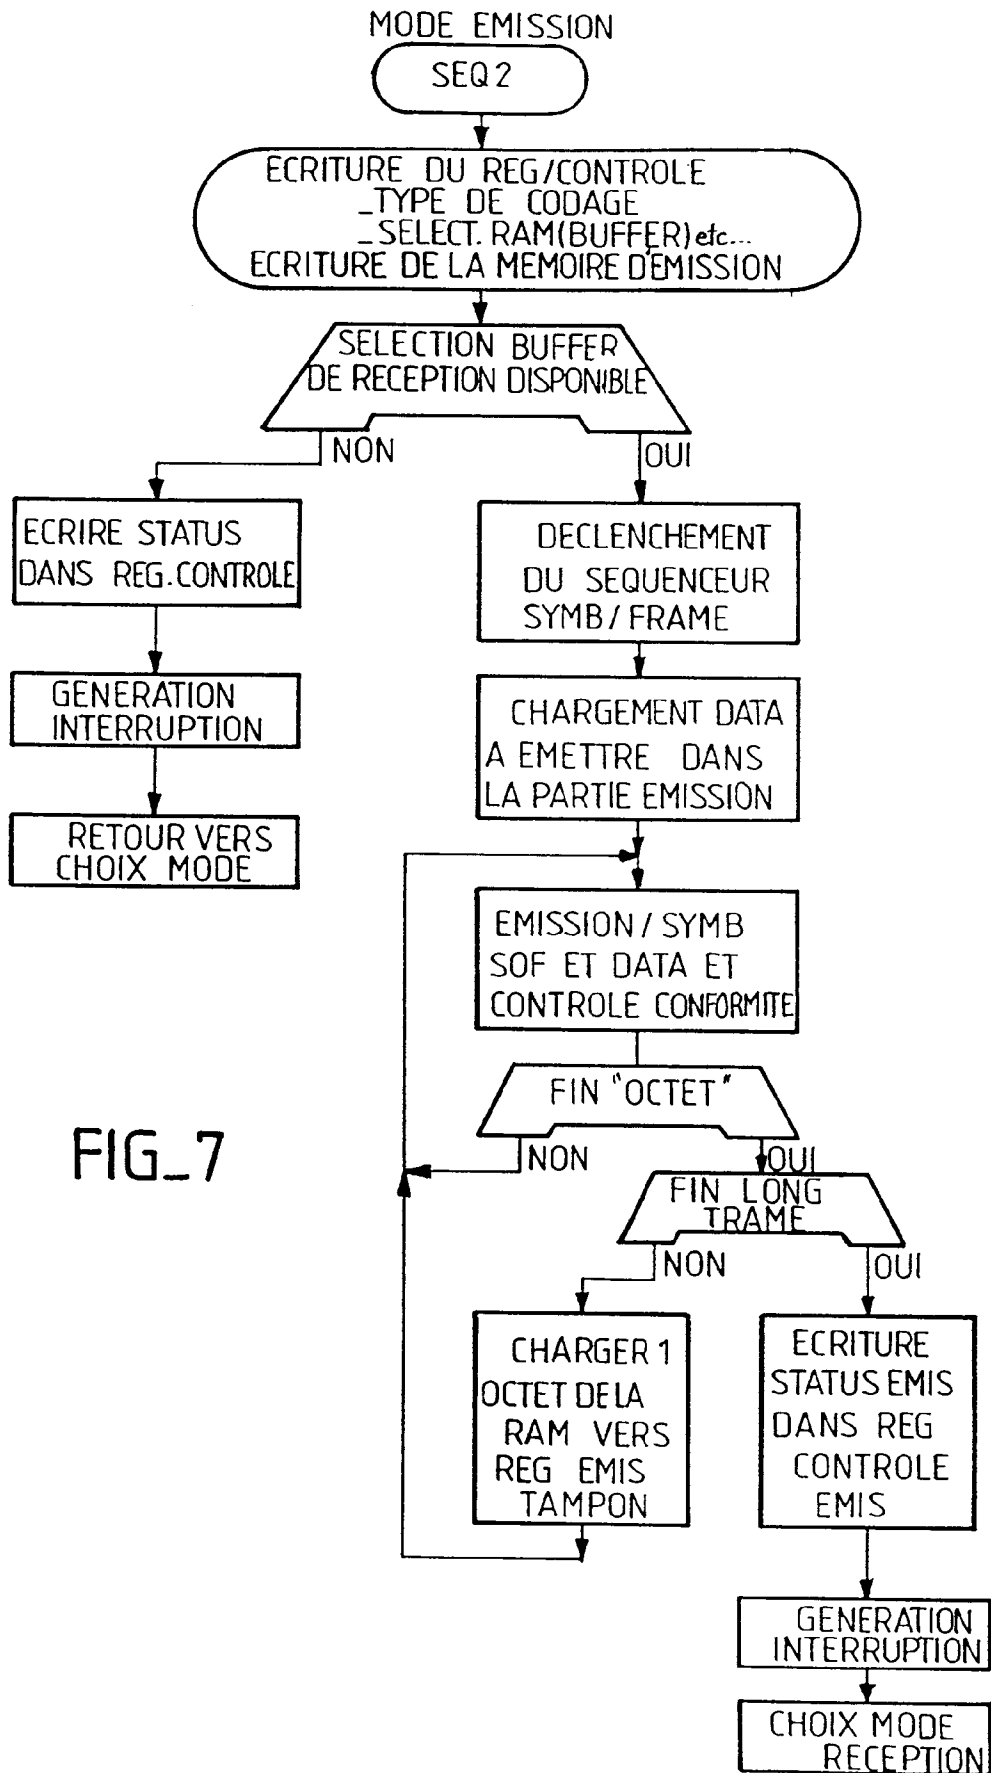 MODE EMISSION
SEQ2
ECRITURE DU REG/CONTROLE
_TYPE DE CODAGE
_SELECT. RAM(BUFFER) etc...
ECRITURE DE LA MEMOIRE D'EMISSION
SELECTION BUFFER
DE RECEPTION DISPONIBLE
NON
OUI
ECRIRE STATUS
DANS REG.CONTROLE
GENERATION
INTERRUPTION
RETOUR VERS
CHOIX MODE
DECLENCHEMENT
DU SEQUENCEUR
SYMB/FRAME
CHARGEMENT DATA
A EMETTRE DANS
LA PARTIE EMISSION
EMISSION/SYMB
SOF ET DATA ET
CONTROLE CONFORMITE
FIN "OCTET"
NON
OUI
FIN LONG
TRAME
NON
OUI
CHARGER 1
OCTET DE LA
RAM VERS
REG EMIS
TAMPON
ECRITURE
STATUS EMIS
DANS REG
CONTROLE
EMIS
GENERATION
INTERRUPTION
CHOIX MODE
RECEPTION
FIG_7